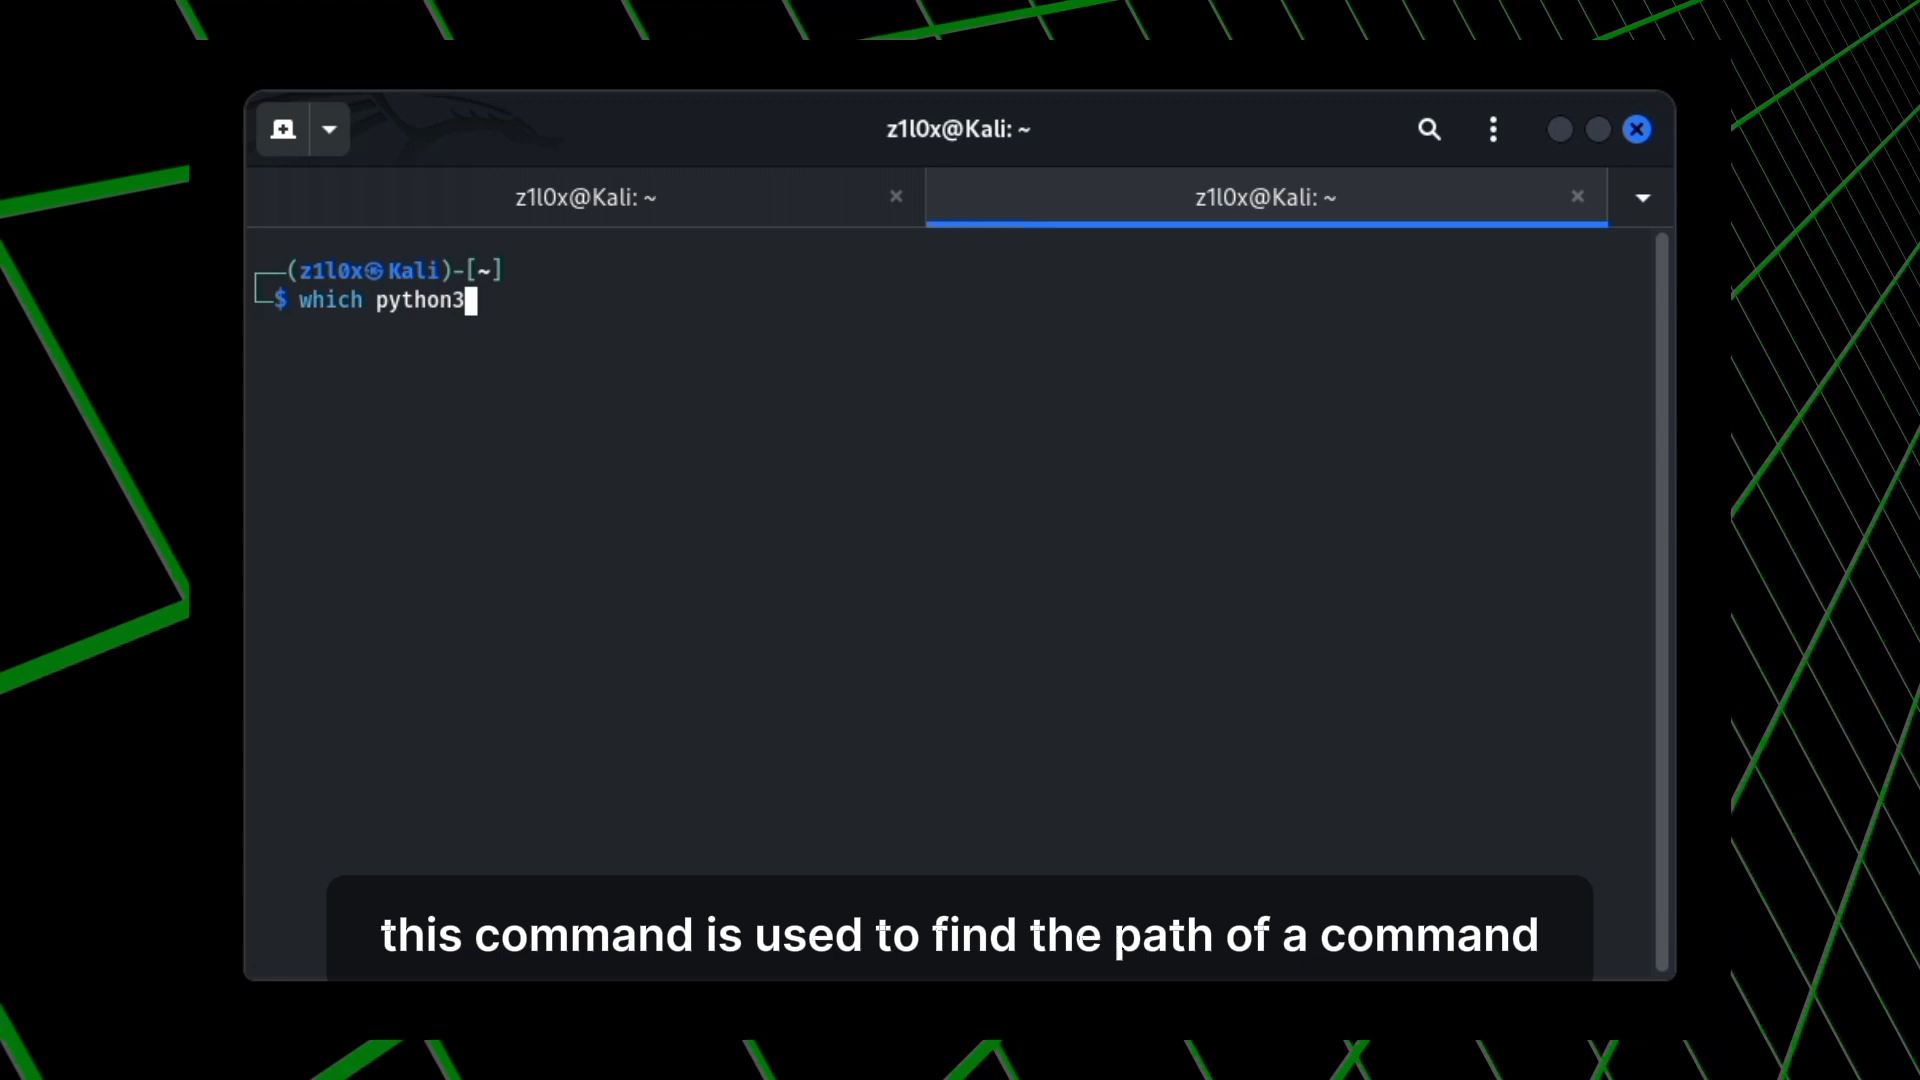 z1l0x@Kali: ~
z1l0x@Kali: ~
z1l0x@Kali: ~
(z1l0x㉿Kali)-[~]
$ which python3
this command is used to find the path of a command